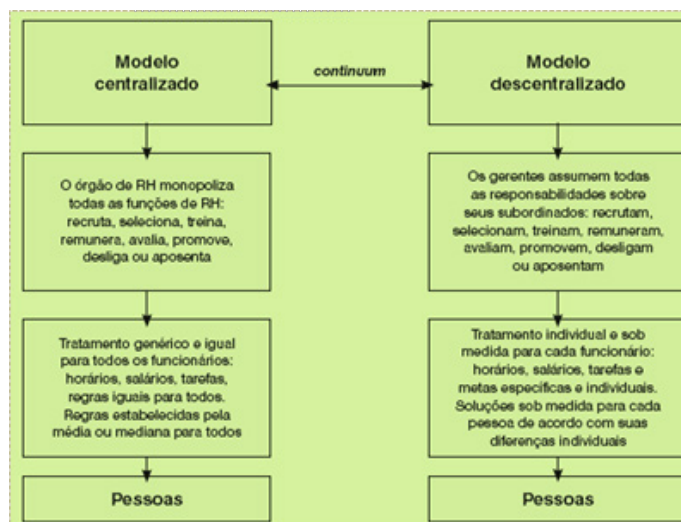 Modelo
centralizado
continuum
Modelo
descentralizado
O órgão de RH monopoliza
todas as funções de RH:
recruta, seleciona, treina,
remunera, avalia, promove,
desliga ou aposenta
Os gerentes assumem todas
as responsabilidades sobre
seus subordinados: recrutam,
selecionam, treinam, remuneram,
avaliam, promovem, desligam
ou aposentam
Tratamento genérico e igual
para todos os funcionários:
horários, salários, tarefas,
regras iguais para todos.
Regras estabelecidas pela
média ou mediana para todos
Tratamento individual e sob
medida para cada funcionário:
horários, salários, tarefas e
metas específicas e individuais.
Soluções sob medida para cada
pessoa de acordo com suas
diferenças individuais
Pessoas
Pessoas